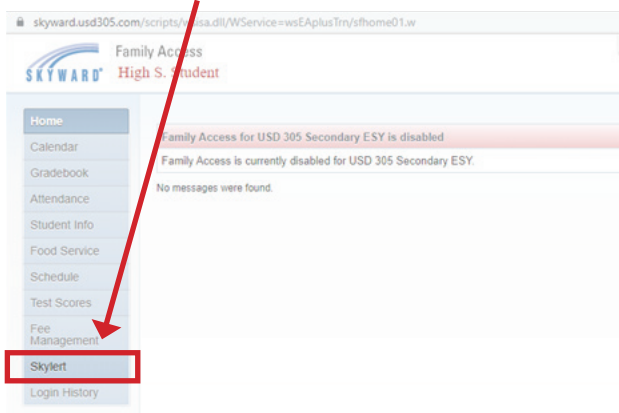 skyward.usd305.com/scripts/wsisa.dll/WService=wsEAplusTrn/sfhome01.w
Family Access
SKYWARD
High S. Student
Home
Family Access for USD 305 Secondary ESY is disabled
Calendar
Family Access is currently disabled for USD 305 Secondary ESY.
Gradebook
No messages were found.
Attendance
Student Info
Food Service
Schedule
Test Scores
Fee
Management
Skylert
Login History